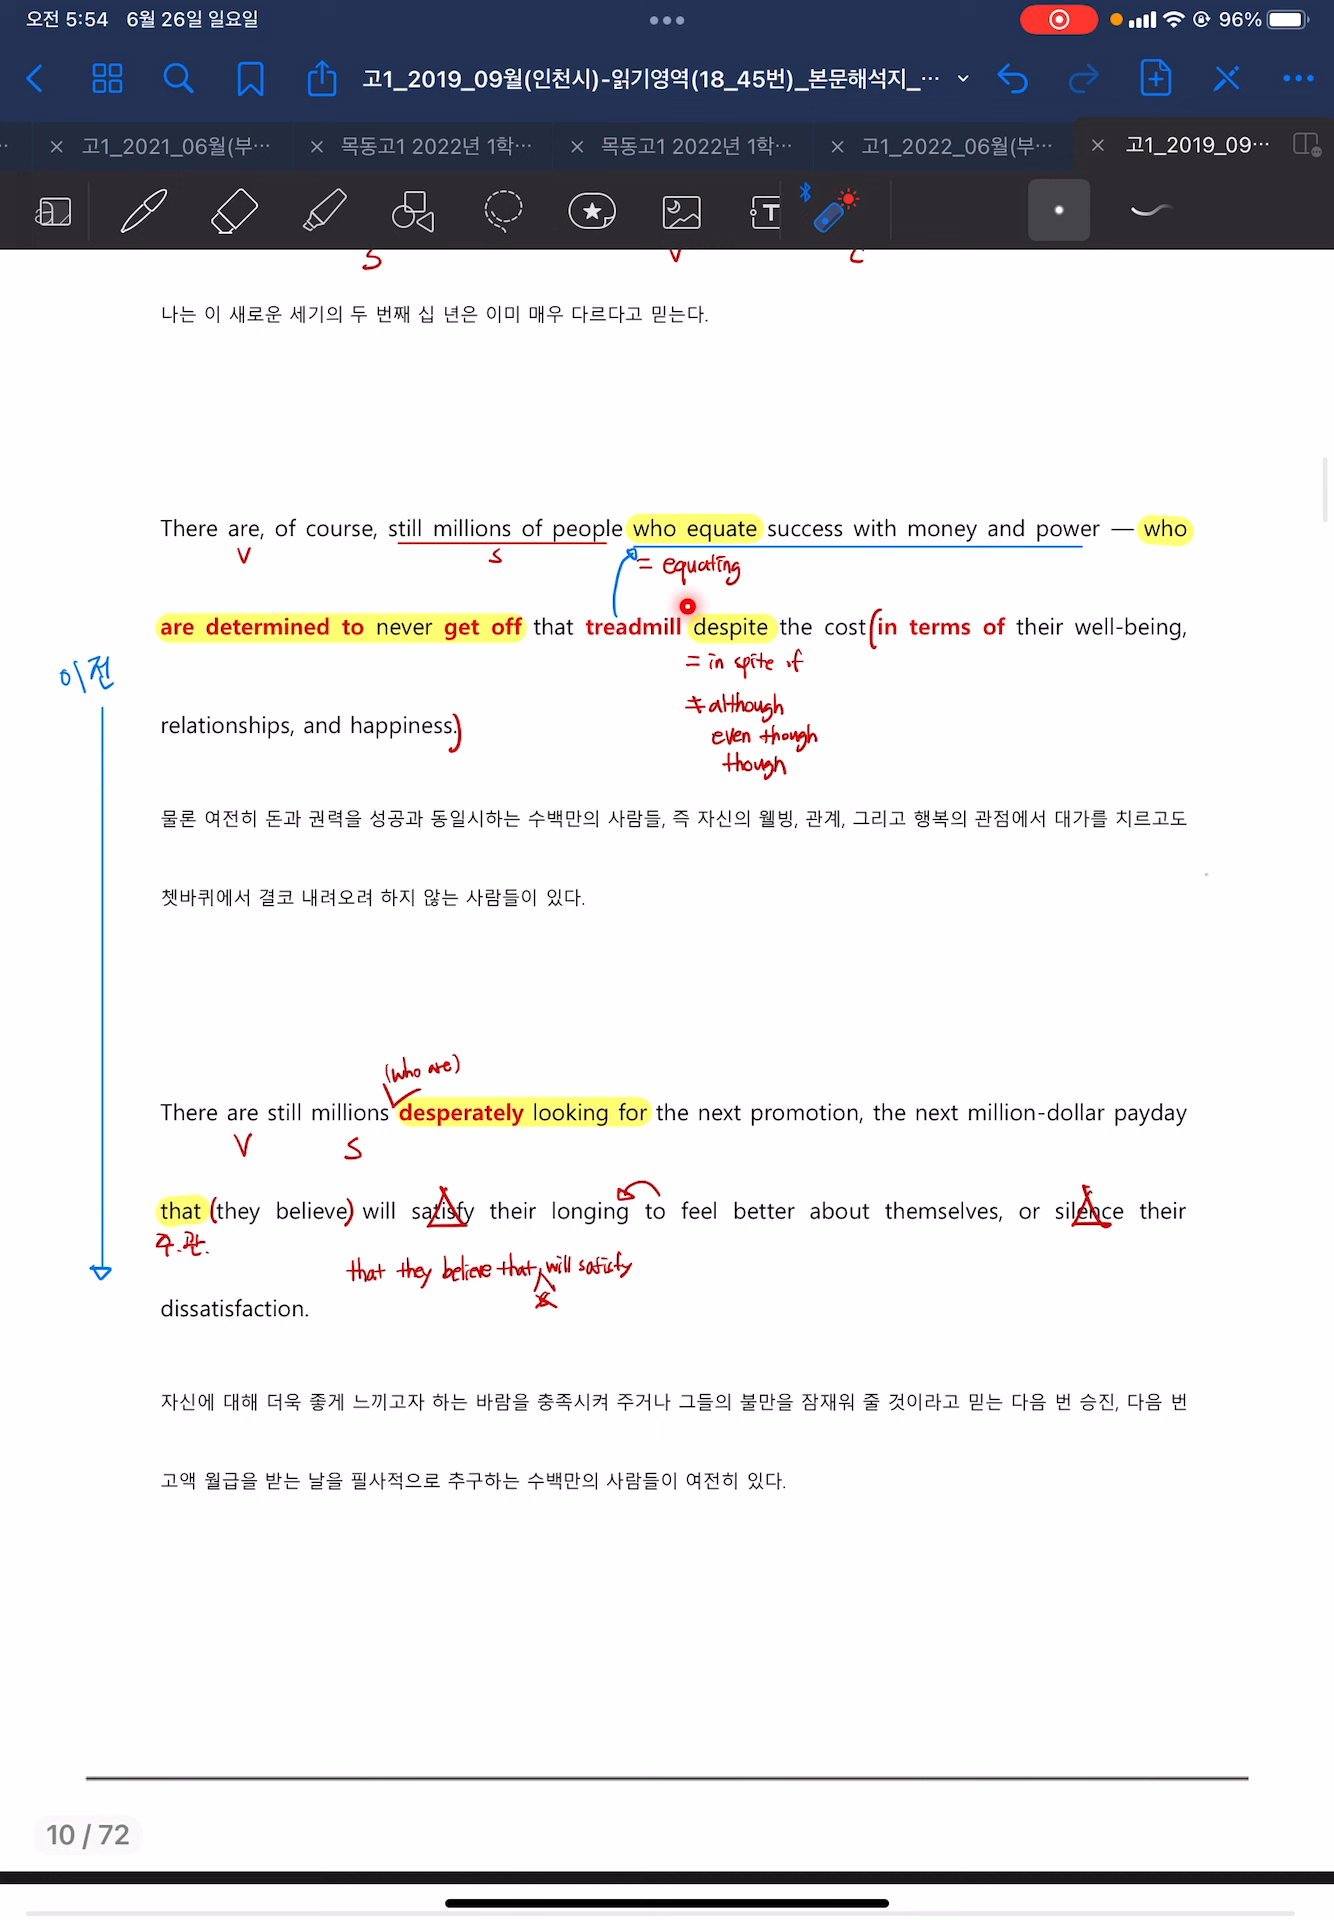 오전 5:54 6월 26일 일요일
96%
고1_2019_09월(인천시)-읽기영역(18_45번)_본문해석지_···
고1_2021_06월(부···
목동고1 2022년 1학···
목동고1 2022년 1학···
고1_2022_06월(부···
고1_2019_09···
S V C
나는 이 새로운 세기의 두 번째 십 년은 이미 매우 다르다고 믿는다.
There are, of course, still millions of people who equate success with money and power — who
V S
= equating
are determined to never get off that treadmill despite the cost (in terms of their well-being,
이전
= in spite of
≠ although
relationships, and happiness.)
even though
though
물론 여전히 돈과 권력을 성공과 동일시하는 수백만의 사람들, 즉 자신의 웰빙, 관계, 그리고 행복의 관점에서 대가를 치르고도
쳇바퀴에서 결코 내려오려 하지 않는 사람들이 있다.
(who are)
There are still millions desperately looking for the next promotion, the next million-dollar payday
V S
that (they believe) will satisfy their longing to feel better about themselves, or silence their
주.관.
that they believe that will satisfy
dissatisfaction.
자신에 대해 더욱 좋게 느끼고자 하는 바람을 충족시켜 주거나 그들의 불만을 잠재워 줄 것이라고 믿는 다음 번 승진, 다음 번
고액 월급을 받는 날을 필사적으로 추구하는 수백만의 사람들이 여전히 있다.
10 / 72